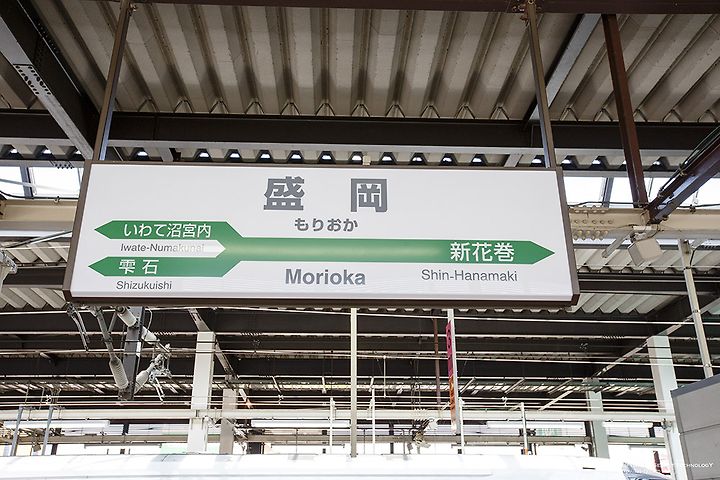 盛岡
もりおか
いわて沼宮内
Iwate-Numakunai
雫石
Shizukuishi
新花巻
Morioka
Shin-Hanamaki